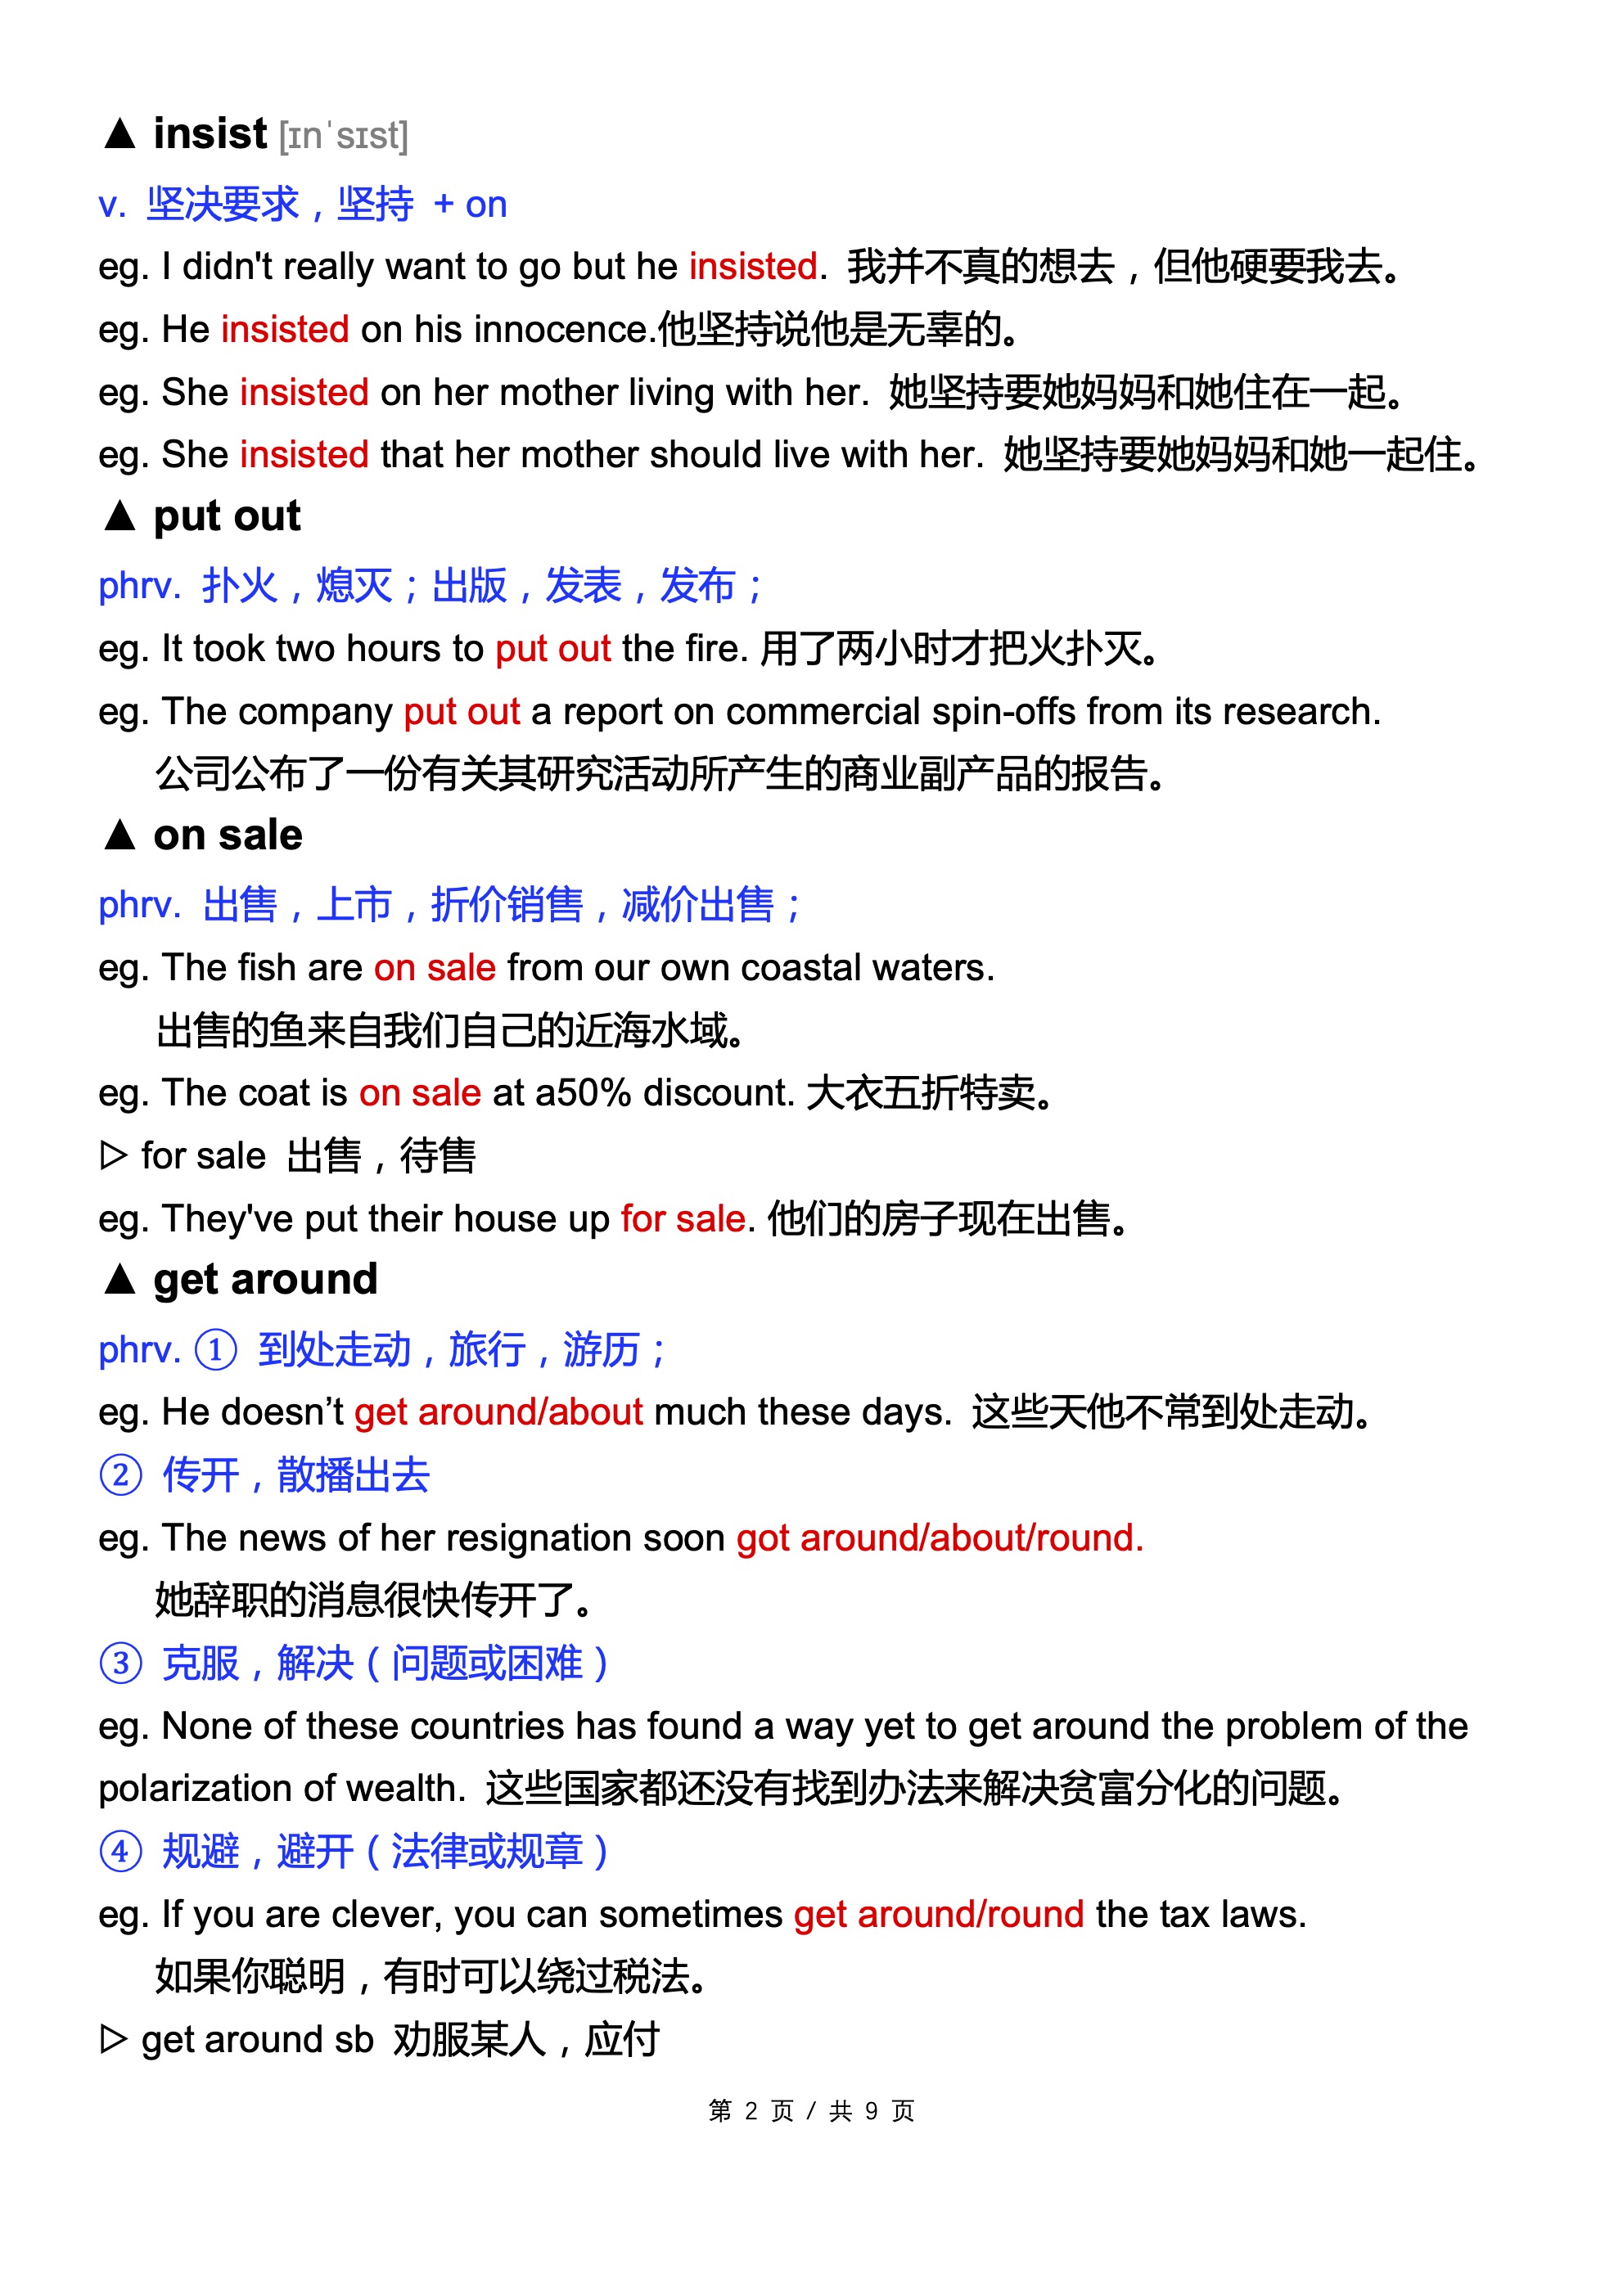 ▲ insist [ɪnˈsɪst]
v. 坚决要求，坚持 + on
eg. I didn't really want to go but he insisted. 我并不真的想去，但他硬要我去。
eg. He insisted on his innocence.他坚持说他是无辜的。
eg. She insisted on her mother living with her. 她坚持要她妈妈和她住在一起。
eg. She insisted that her mother should live with her. 她坚持要她妈妈和她一起住。
▲ put out
phrv. 扑火，熄灭；出版，发表，发布；
eg. It took two hours to put out the fire. 用了两小时才把火扑灭。
eg. The company put out a report on commercial spin-offs from its research.
公司公布了一份有关其研究活动所产生的商业副产品的报告。
▲ on sale
phrv. 出售，上市，折价销售，减价出售；
eg. The fish are on sale from our own coastal waters.
出售的鱼来自我们自己的近海水域。
eg. The coat is on sale at a50% discount. 大衣五折特卖。
▷ for sale 出售，待售
eg. They've put their house up for sale. 他们的房子现在出售。
▲ get around
phrv. ① 到处走动，旅行，游历；
eg. He doesn’t get around/about much these days. 这些天他不常到处走动。
② 传开，散播出去
eg. The news of her resignation soon got around/about/round.
她辞职的消息很快传开了。
③ 克服，解决（问题或困难）
eg. None of these countries has found a way yet to get around the problem of the
polarization of wealth. 这些国家都还没有找到办法来解决贫富分化的问题。
④ 规避，避开（法律或规章）
eg. If you are clever, you can sometimes get around/round the tax laws.
如果你聪明，有时可以绕过税法。
▷ get around sb 劝服某人，应付
第 2 页 / 共 9 页